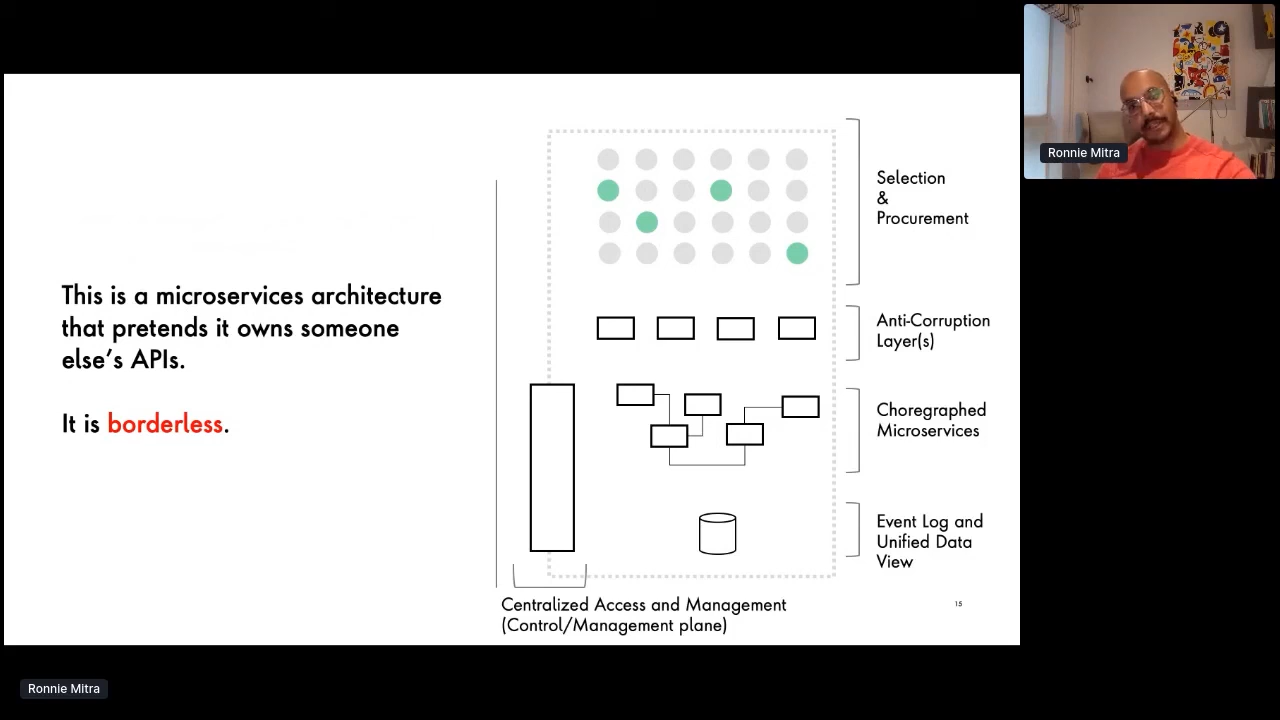 Ronnie Mitra
This is a microservices architecture
that pretends it owns someone
else's APIs.
It is borderless.
Selection
&
Procurement
Anti-Corruption
Layer(s)
Choregraphed
Microservices
Event Log and
Unified Data
View
Centralized Access and Management
(Control/Management plane)
15
Ronnie Mitra